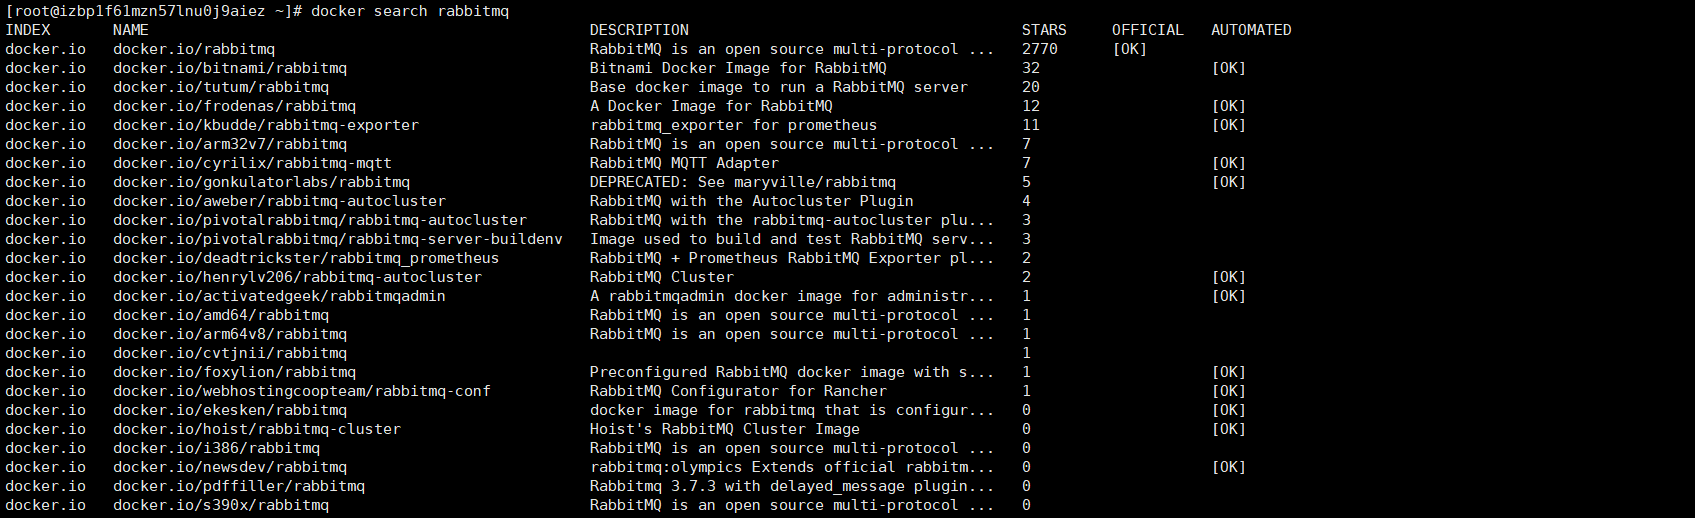 [root@izbp1f61mzn57lnu0j9aiez ~]# docker search rabbitmq
INDEX NAME DESCRIPTION STARS OFFICIAL AUTOMATED
docker.io docker.io/rabbitmq RabbitMQ is an open source multi-protocol ... 2770 [OK]
docker.io docker.io/bitnami/rabbitmq Bitnami Docker Image for RabbitMQ 32 [OK]
docker.io docker.io/tutum/rabbitmq Base docker image to run a RabbitMQ server 20
docker.io docker.io/frodenas/rabbitmq A Docker Image for RabbitMQ 12 [OK]
docker.io docker.io/kbudde/rabbitmq-exporter rabbitmq_exporter for prometheus 11 [OK]
docker.io docker.io/arm32v7/rabbitmq RabbitMQ is an open source multi-protocol ... 7
docker.io docker.io/cyrilix/rabbitmq-mqtt RabbitMQ MQTT Adapter 7 [OK]
docker.io docker.io/gonkulatorlabs/rabbitmq DEPRECATED: See maryville/rabbitmq 5 [OK]
docker.io docker.io/aweber/rabbitmq-autocluster RabbitMQ with the Autocluster Plugin 4
docker.io docker.io/pivotalrabbitmq/rabbitmq-autocluster RabbitMQ with the rabbitmq-autocluster plu... 3
docker.io docker.io/pivotalrabbitmq/rabbitmq-server-buildenv Image used to build and test RabbitMQ serv... 3
docker.io docker.io/deadtrickster/rabbitmq_prometheus RabbitMQ + Prometheus RabbitMQ Exporter pl... 2
docker.io docker.io/henrylv206/rabbitmq-autocluster RabbitMQ Cluster 2 [OK]
docker.io docker.io/activatedgeek/rabbitmqadmin A rabbitmqadmin docker image for administr... 1 [OK]
docker.io docker.io/amd64/rabbitmq RabbitMQ is an open source multi-protocol ... 1
docker.io docker.io/arm64v8/rabbitmq RabbitMQ is an open source multi-protocol ... 1
docker.io docker.io/cvtjnii/rabbitmq 1
docker.io docker.io/foxylion/rabbitmq Preconfigured RabbitMQ docker image with s... 1 [OK]
docker.io docker.io/webhostingcoopteam/rabbitmq-conf RabbitMQ Configurator for Rancher 1 [OK]
docker.io docker.io/ekesken/rabbitmq docker image for rabbitmq that is configur... 0 [OK]
docker.io docker.io/hoist/rabbitmq-cluster Hoist's RabbitMQ Cluster Image 0 [OK]
docker.io docker.io/i386/rabbitmq RabbitMQ is an open source multi-protocol ... 0
docker.io docker.io/newsdev/rabbitmq rabbitmq:olympics Extends official rabbitm... 0 [OK]
docker.io docker.io/pdffiller/rabbitmq Rabbitmq 3.7.3 with delayed_message plugin... 0
docker.io docker.io/s390x/rabbitmq RabbitMQ is an open source multi-protocol ... 0